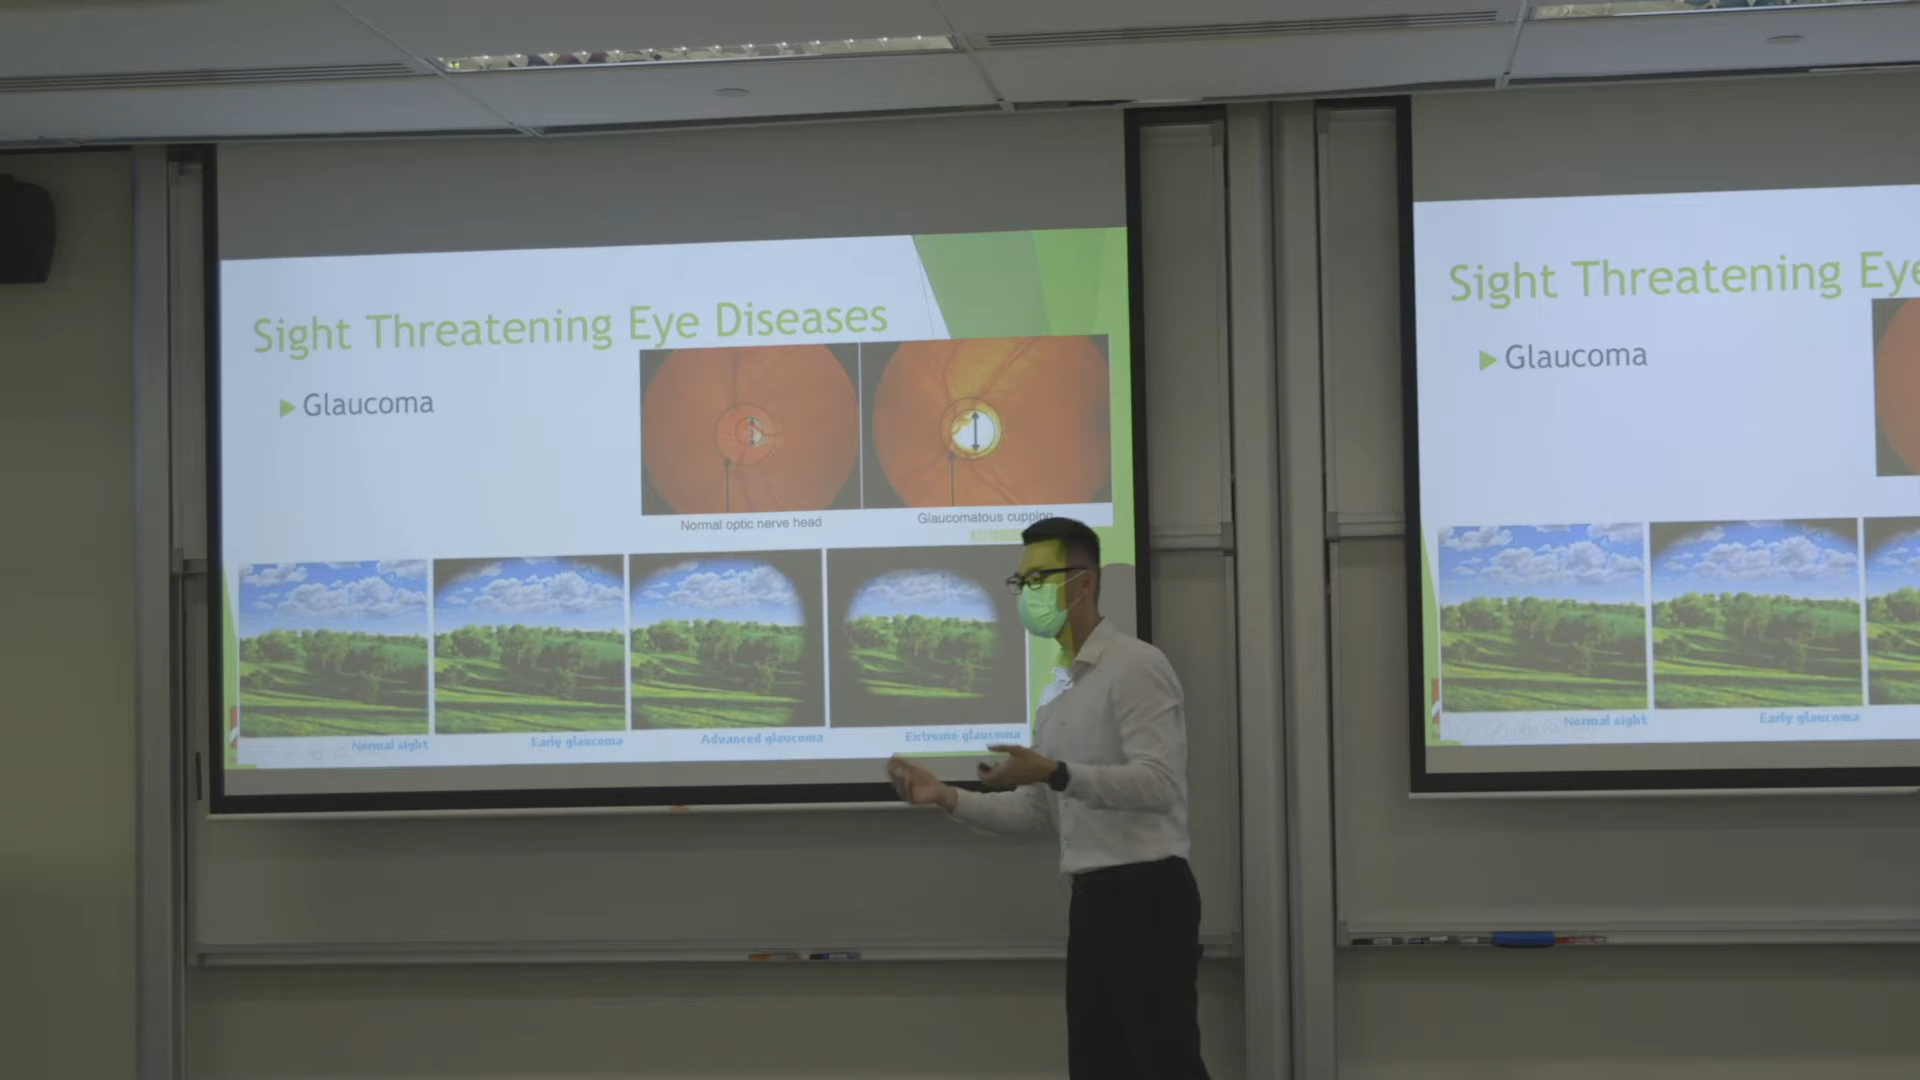 Sight Threatening Eye Diseases
Glaucoma
Normal optic nerve head
Glaucomatous cupping
Normal sight
Early glaucoma
Advanced glaucoma
Extreme glaucoma
Sight Threatening Eye
Glaucoma
Normal sight
Early glaucoma